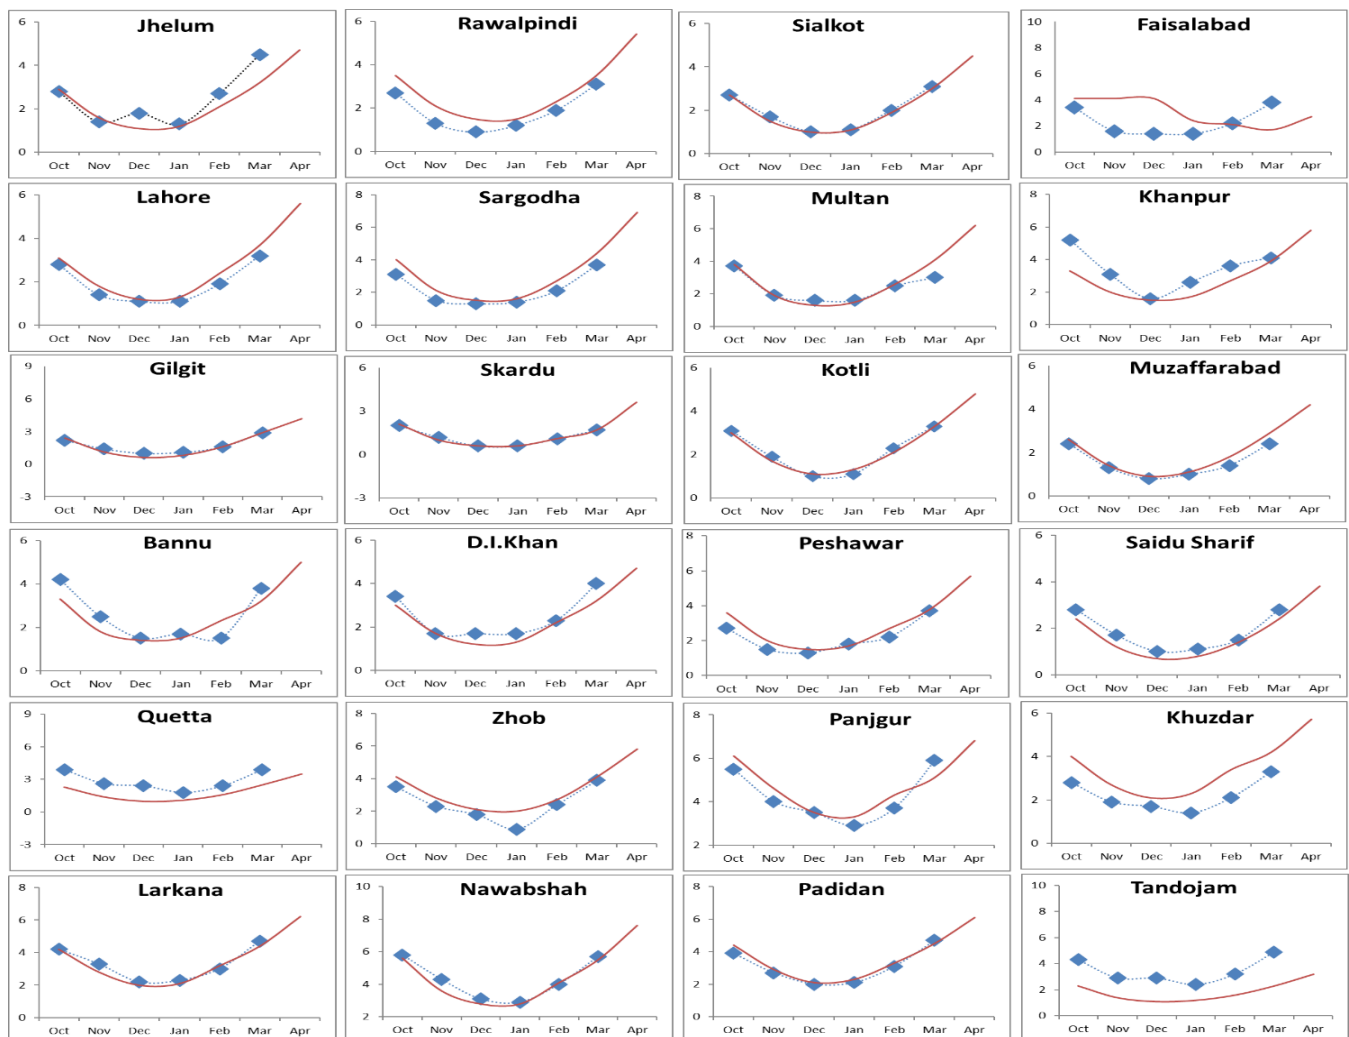 Jhelum
6
4
2
0
Oct Nov Dec Jan Feb Mar Apr
Rawalpindi
6
4
2
0
Oct Nov Dec Jan Feb Mar Apr
Sialkot
6
4
2
0
Oct Nov Dec Jan Feb Mar Apr
Faisalabad
10
8
6
4
2
0
Oct Nov Dec Jan Feb Mar Apr
Lahore
6
4
2
0
Oct Nov Dec Jan Feb Mar Apr
Sargodha
8
6
4
2
0
Oct Nov Dec Jan Feb Mar Apr
Multan
8
6
4
2
0
Oct Nov Dec Jan Feb Mar Apr
Khanpur
8
6
4
2
0
Oct Nov Dec Jan Feb Mar Apr
Gilgit
9
6
3
0
-3
Oct Nov Dec Jan Feb Mar Apr
Skardu
6
3
0
-3
Oct Nov Dec Jan Feb Mar Apr
Kotli
6
4
2
0
Oct Nov Dec Jan Feb Mar Apr
Muzaffarabad
6
4
2
0
Oct Nov Dec Jan Feb Mar Apr
Bannu
6
4
2
0
Oct Nov Dec Jan Feb Mar Apr
D.I.Khan
6
4
2
0
Oct Nov Dec Jan Feb Mar Apr
Peshawar
8
6
4
2
0
Oct Nov Dec Jan Feb Mar Apr
Saidu Sharif
6
4
2
0
Oct Nov Dec Jan Feb Mar Apr
Quetta
9
6
3
0
-3
Oct Nov Dec Jan Feb Mar Apr
Zhob
8
6
4
2
0
Oct Nov Dec Jan Feb Mar Apr
Panjgur
8
6
4
2
Oct Nov Dec Jan Feb Mar Apr
Khuzdar
6
4
2
0
Oct Nov Dec Jan Feb Mar Apr
Larkana
8
6
4
2
0
Oct Nov Dec Jan Feb Mar Apr
Nawabshah
10
8
6
4
2
Oct Nov Dec Jan Feb Mar Apr
Padidan
8
6
4
2
0
Oct Nov Dec Jan Feb Mar Apr
Tandojam
10
8
6
4
2
0
Oct Nov Dec Jan Feb Mar Apr